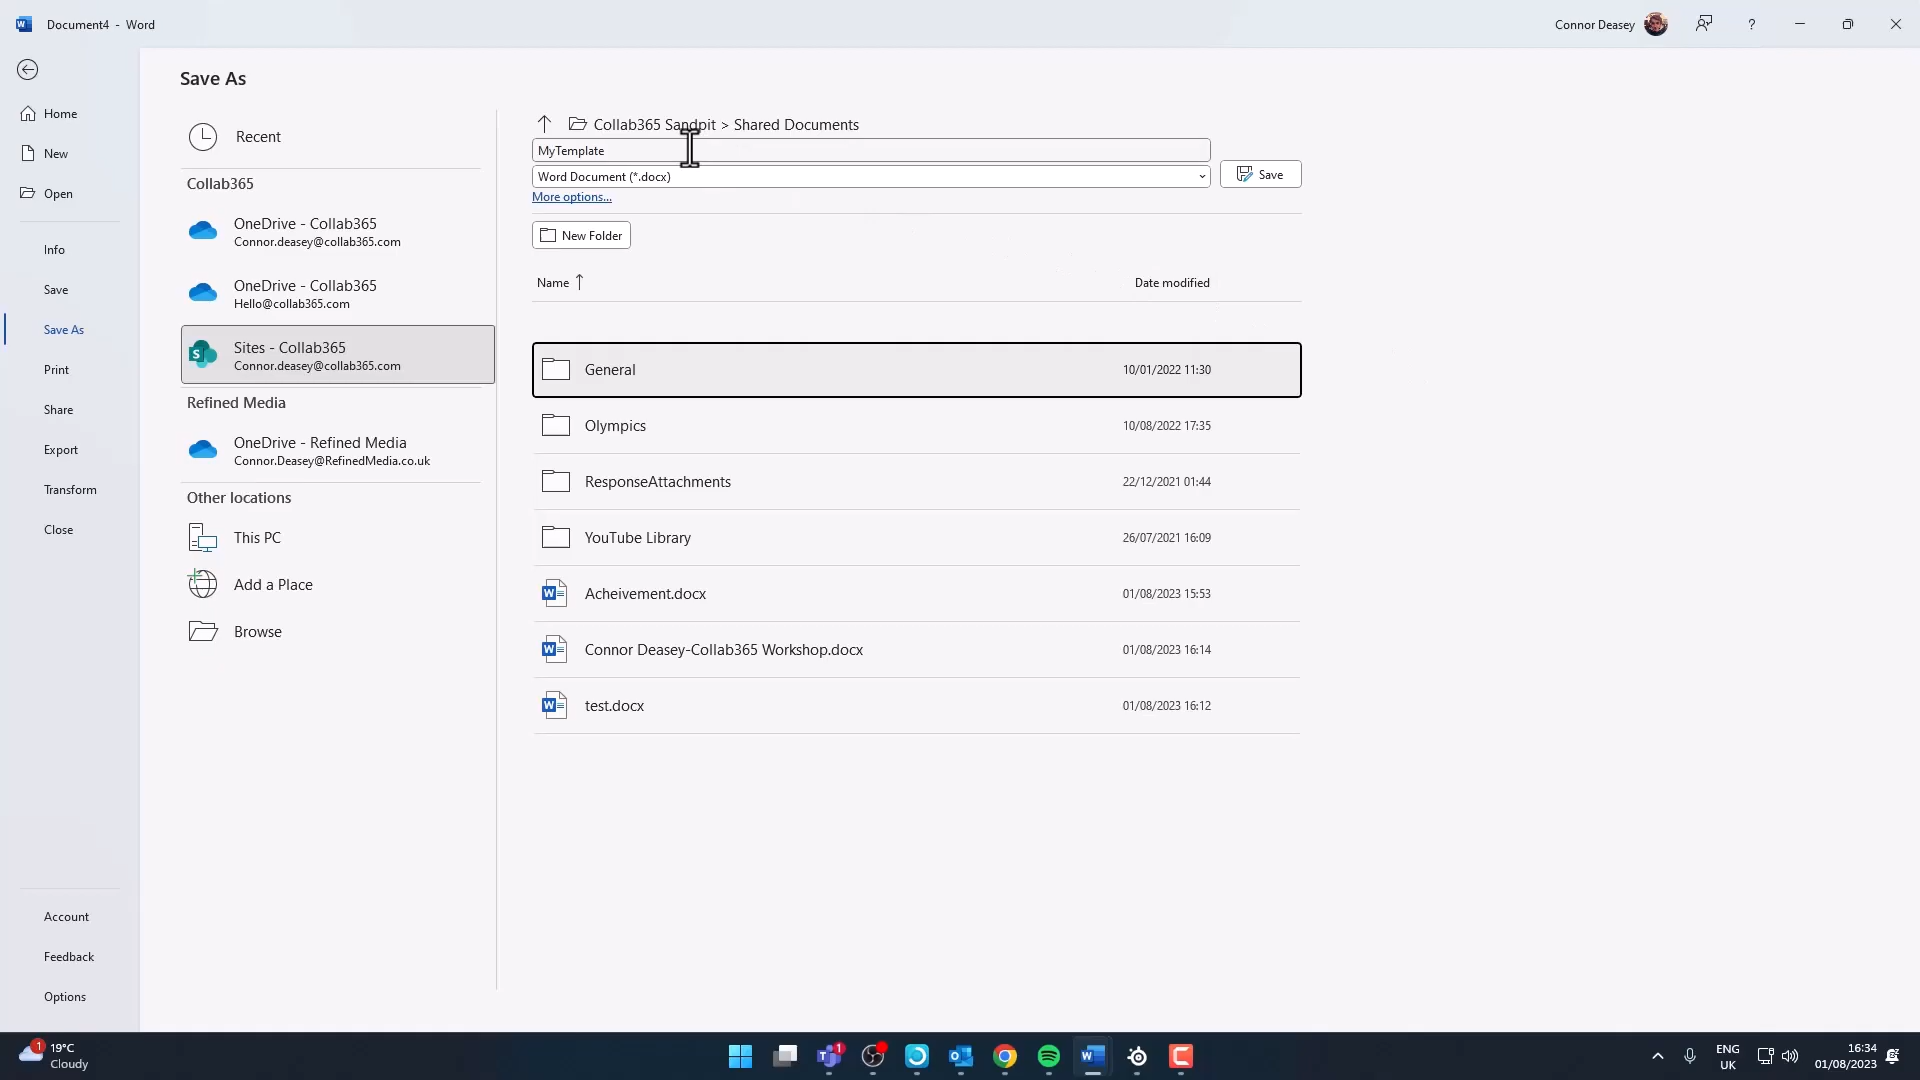 Document4 - Word
Connor Deasey
?
Home
New
Open
Info
Save
Save As
Print
Share
Export
Transform
Close
Account
Feedback
Options
Save As
Recent
Collab365
OneDrive - Collab365
Connor.deasey@collab365.com
OneDrive - Collab365
Hello@collab365.com
Sites - Collab365
Connor.deasey@collab365.com
Refined Media
OneDrive - Refined Media
Connor.Deasey@RefinedMedia.co.uk
Other locations
This PC
Add a Place
Browse
Collab365 Sandpit > Shared Documents
MyTemplate
Word Document (*.docx)
Save
More options...
New Folder
Name Date modified
General 10/01/2022 11:30
Olympics 10/08/2022 17:35
ResponseAttachments 22/12/2021 01:44
YouTube Library 26/07/2021 16:09
Acheivement.docx 01/08/2023 15:53
Connor Deasey-Collab365 Workshop.docx 01/08/2023 16:14
test.docx 01/08/2023 16:12
1
19°C
Cloudy
1
ENG
UK
16:34
01/08/2023